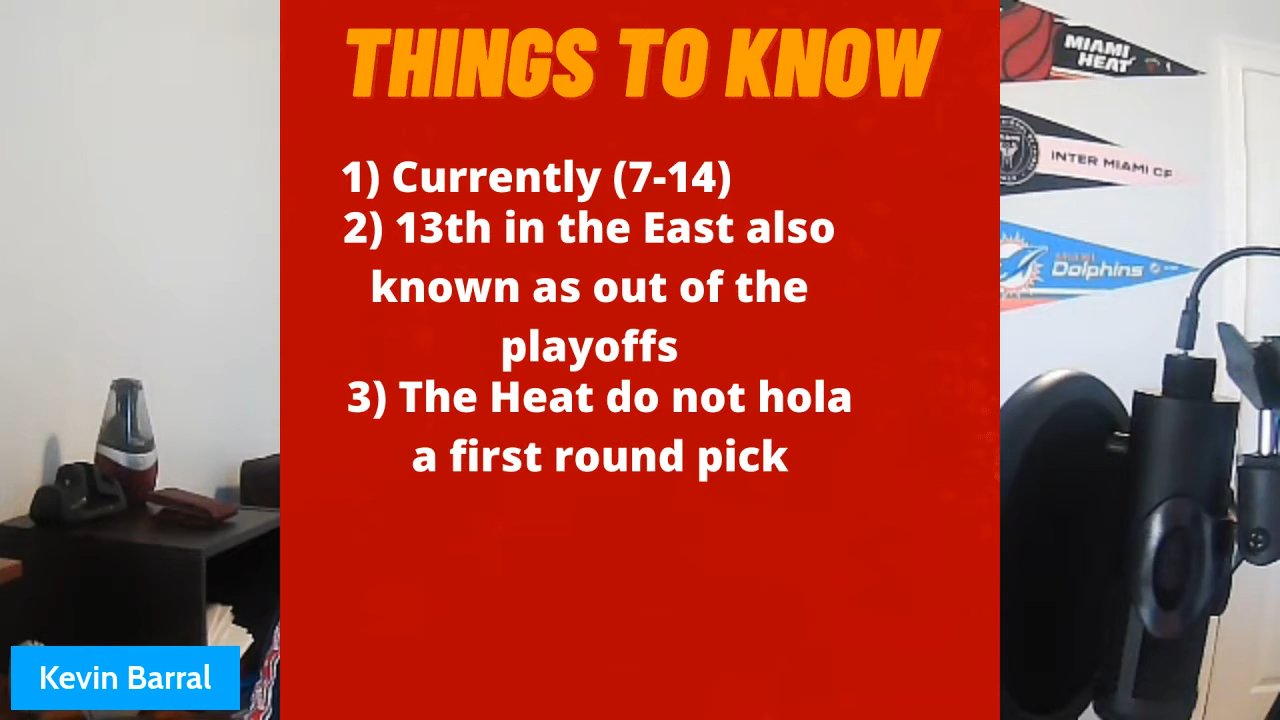 THINGS TO KNOW
MIAMI
HEAT
1) Currently (7-14)
INTER MIAMI CF
2) 13th in the East also
known as out of the
Dolphins
playoffs
3) The Heat do not hola
a first round pick
Kevin Barral